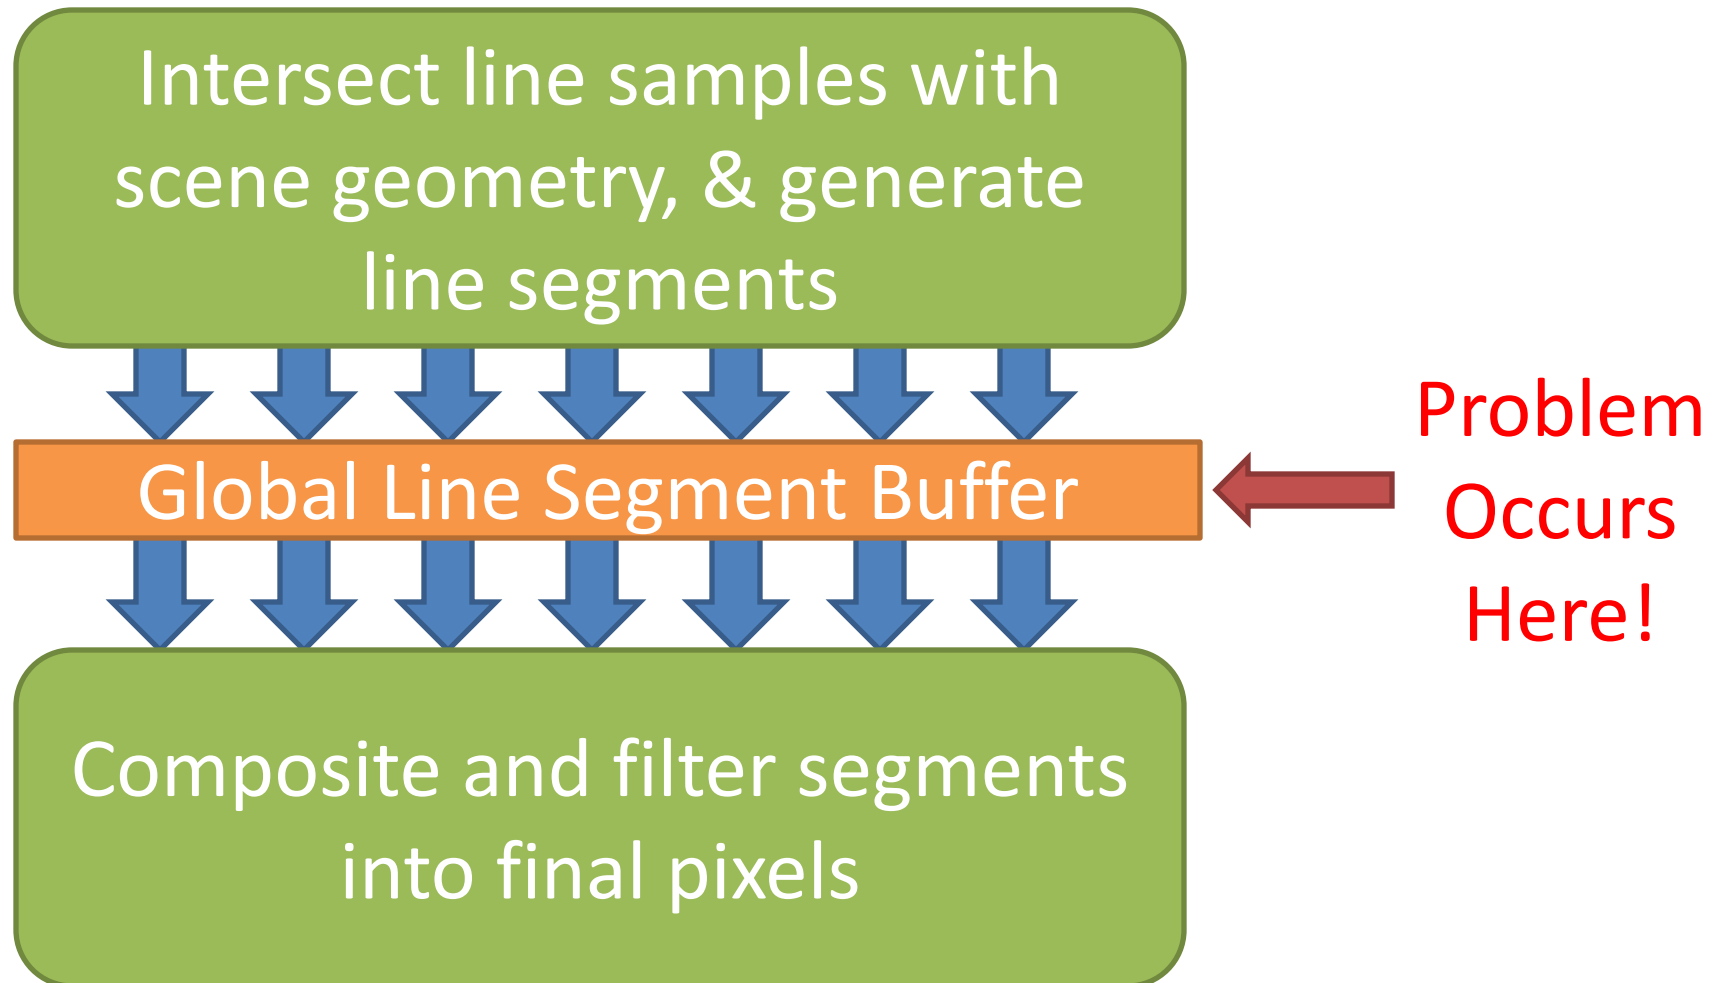 Intersect line samples with
scene geometry, & generate
line segments
Global Line Segment Buffer
Problem
Occurs
Here!
Composite and filter segments
into final pixels